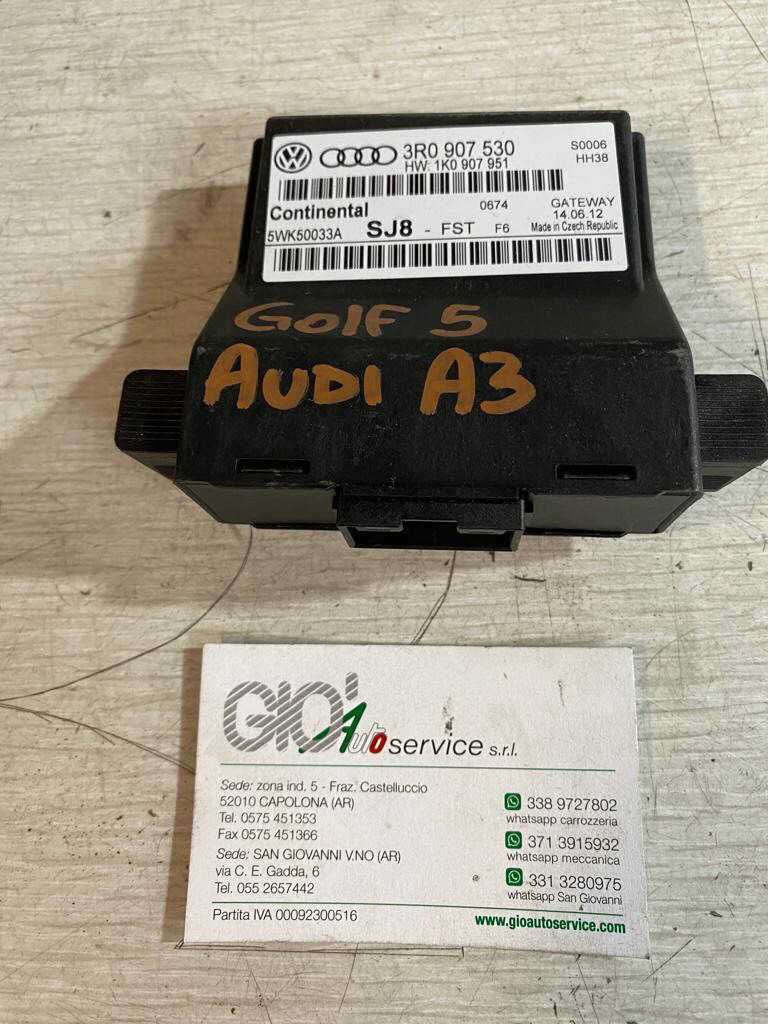 3R0 907 530
HW: 1K0 907 951
S0006
HH38
Continental
0674
GATEWAY
14.06.12
5WK50033A
SJ8 - FST F6
Made in Czech Republic
Golf 5
AUDI A3
GIO' Auto service s.r.l.
Sede: zona ind. 5 - Fraz. Castelluccio
52010 CAPOLONA (AR)
Tel. 0575 451353
Fax 0575 451366
Sede: SAN GIOVANNI V.NO (AR)
via C. E. Gadda, 6
Tel. 055 2657442
Partita IVA 00092300516
338 9727802
whatsapp carrozzeria
371 3915932
whatsapp meccanica
331 3280975
whatsapp San Giovanni
www.gioautoservice.com